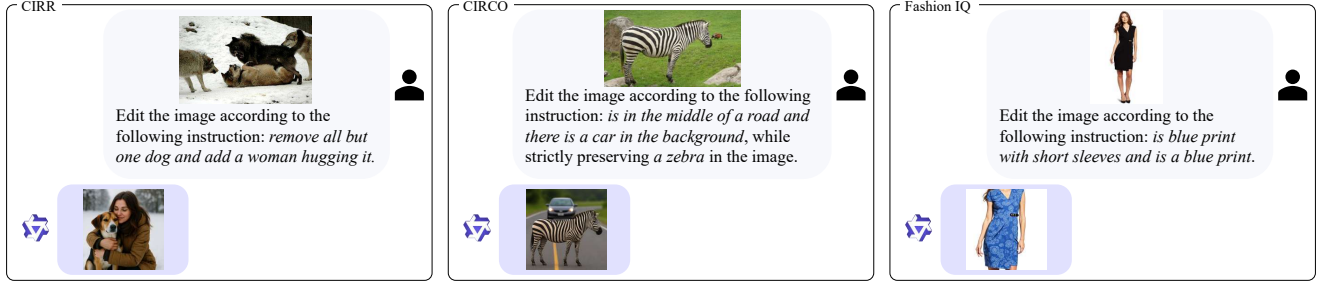 CIRR
Edit the image according to the
following instruction: remove all but
one dog and add a woman hugging it.
CIRCO
Edit the image according to the following
instruction: is in the middle of a road and
there is a car in the background, while
strictly preserving a zebra in the image.
Fashion IQ
Edit the image according to the
following instruction: is blue print
with short sleeves and is a blue print.